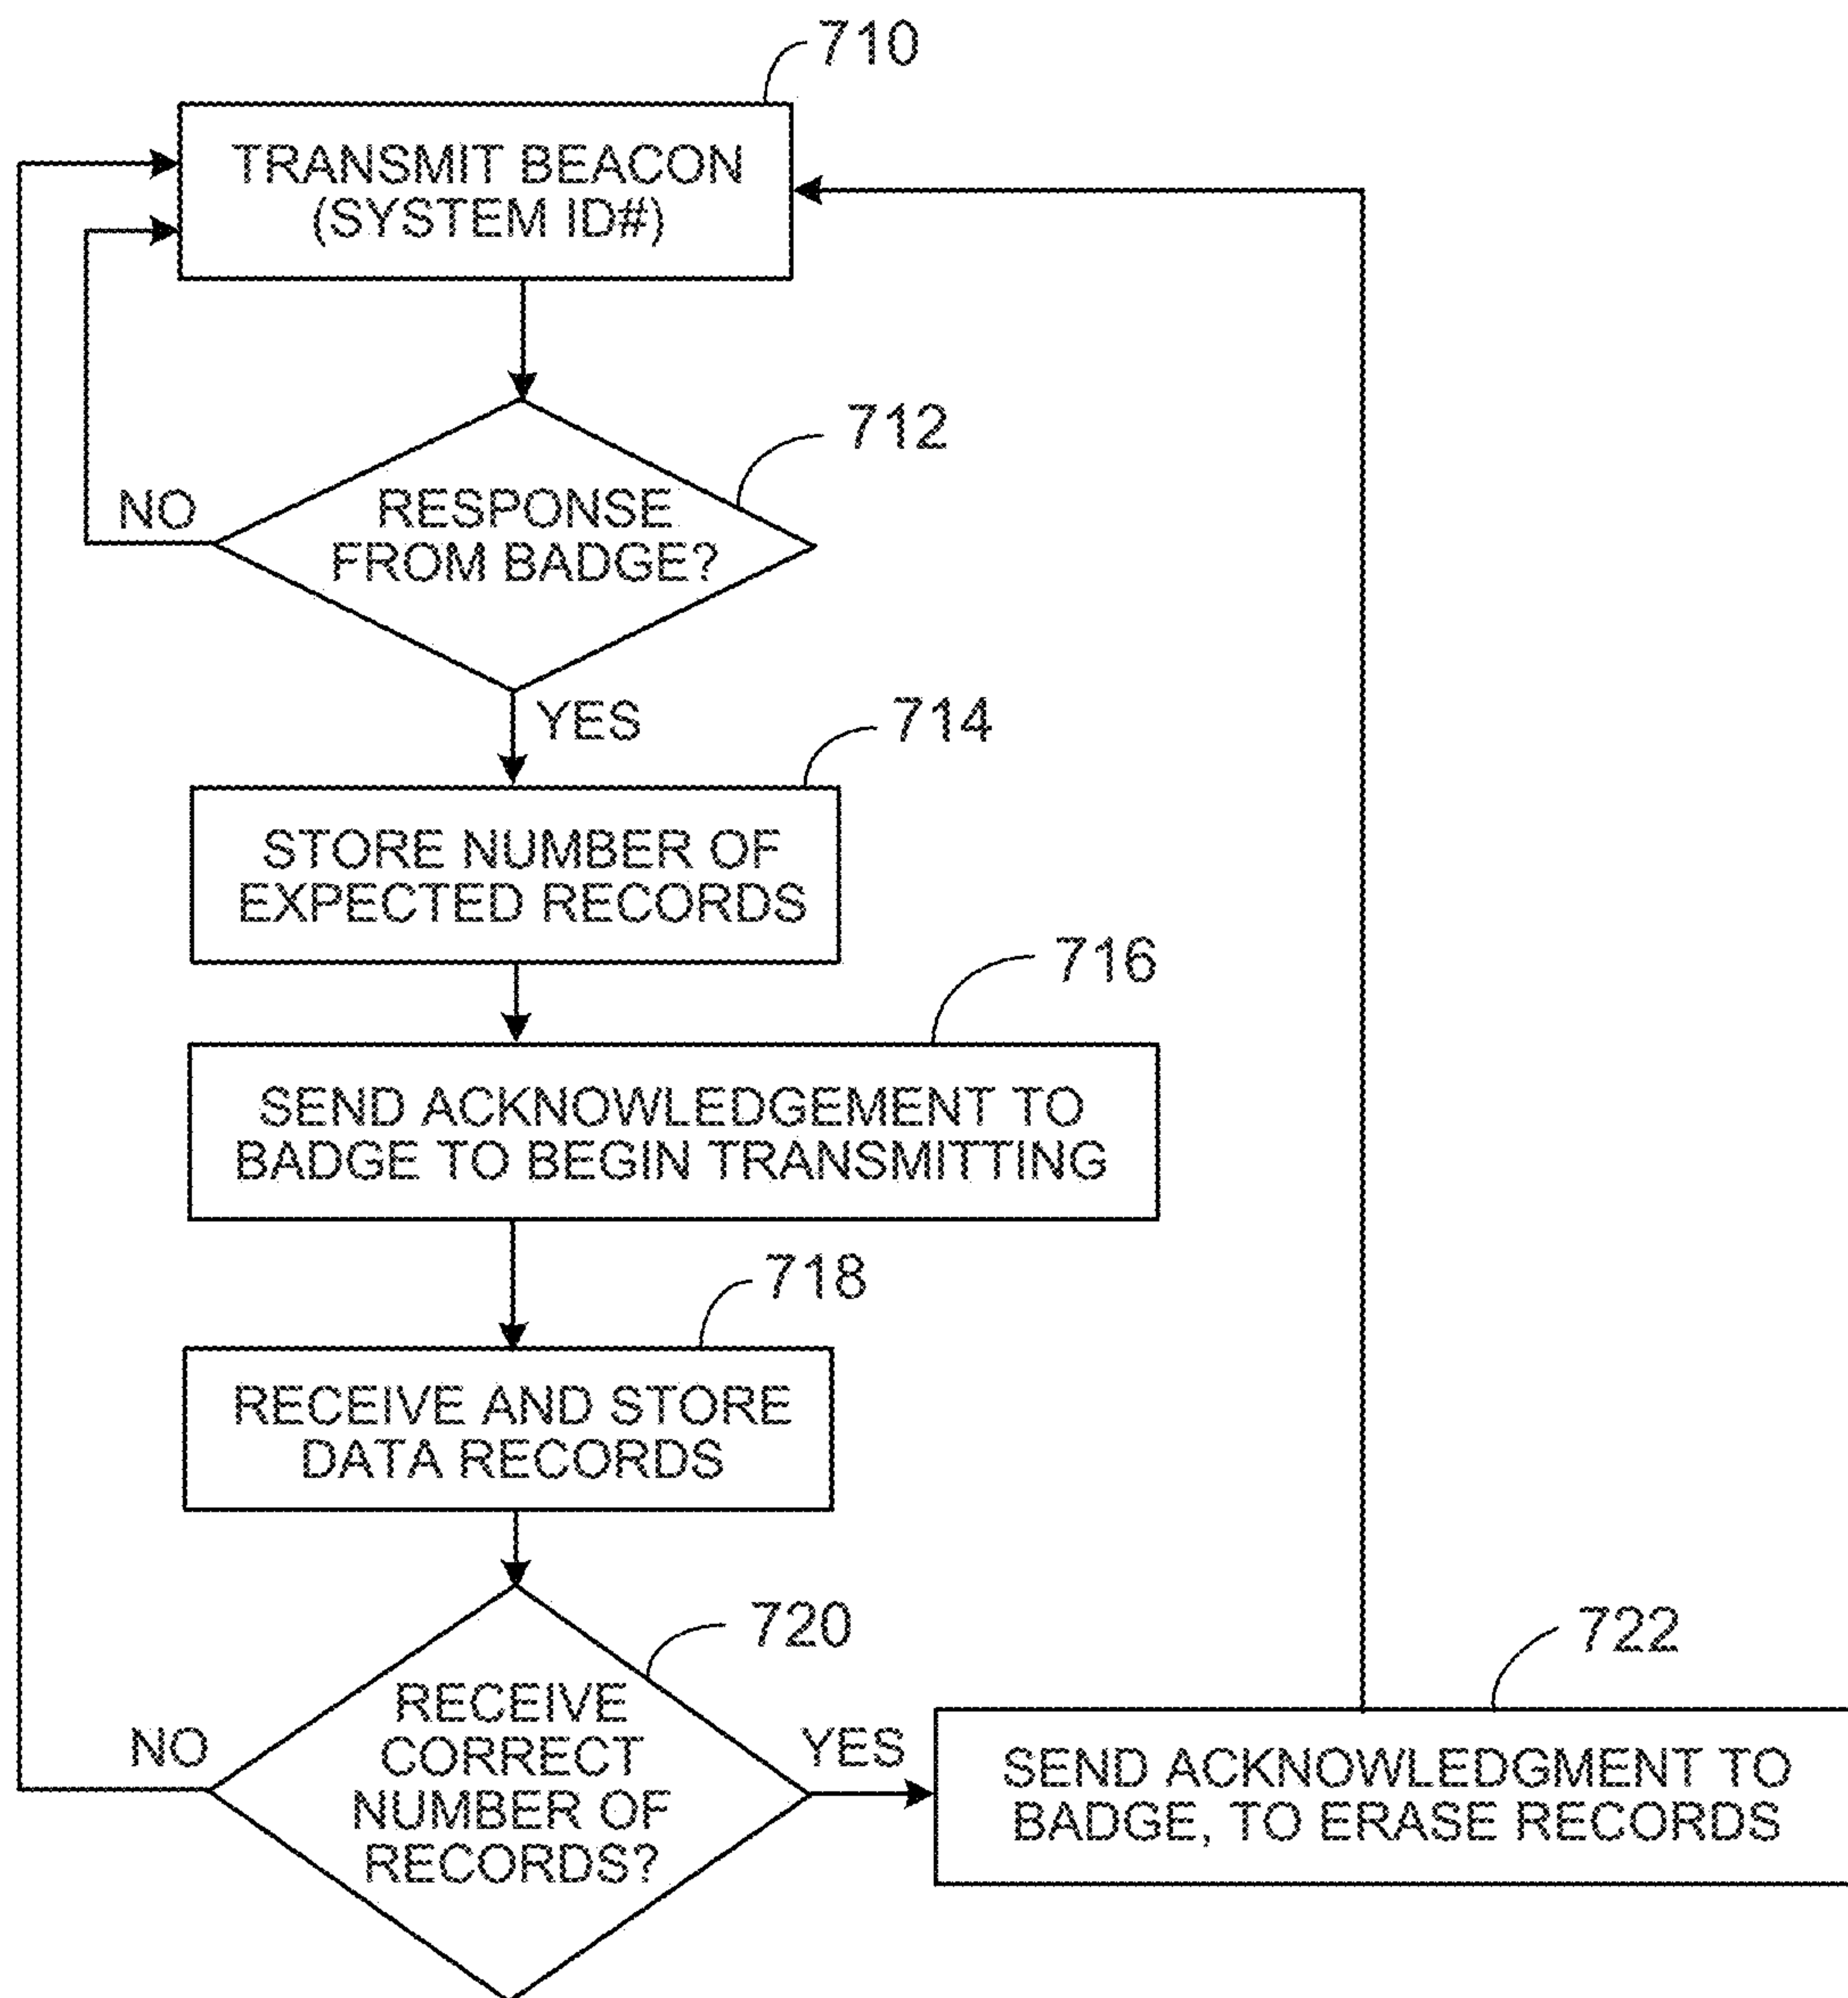 710
TRANSMIT BEACON
(SYSTEM ID#)
712
RESPONSE
FROM BADGE?
NO
YES
714
STORE NUMBER OF
EXPECTED RECORDS
716
SEND ACKNOWLEDGEMENT TO
BADGE TO BEGIN TRANSMITTING
718
RECEIVE AND STORE
DATA RECORDS
720
RECEIVE
CORRECT
NUMBER OF
RECORDS?
NO
YES
722
SEND ACKNOWLEDGMENT TO
BADGE, TO ERASE RECORDS